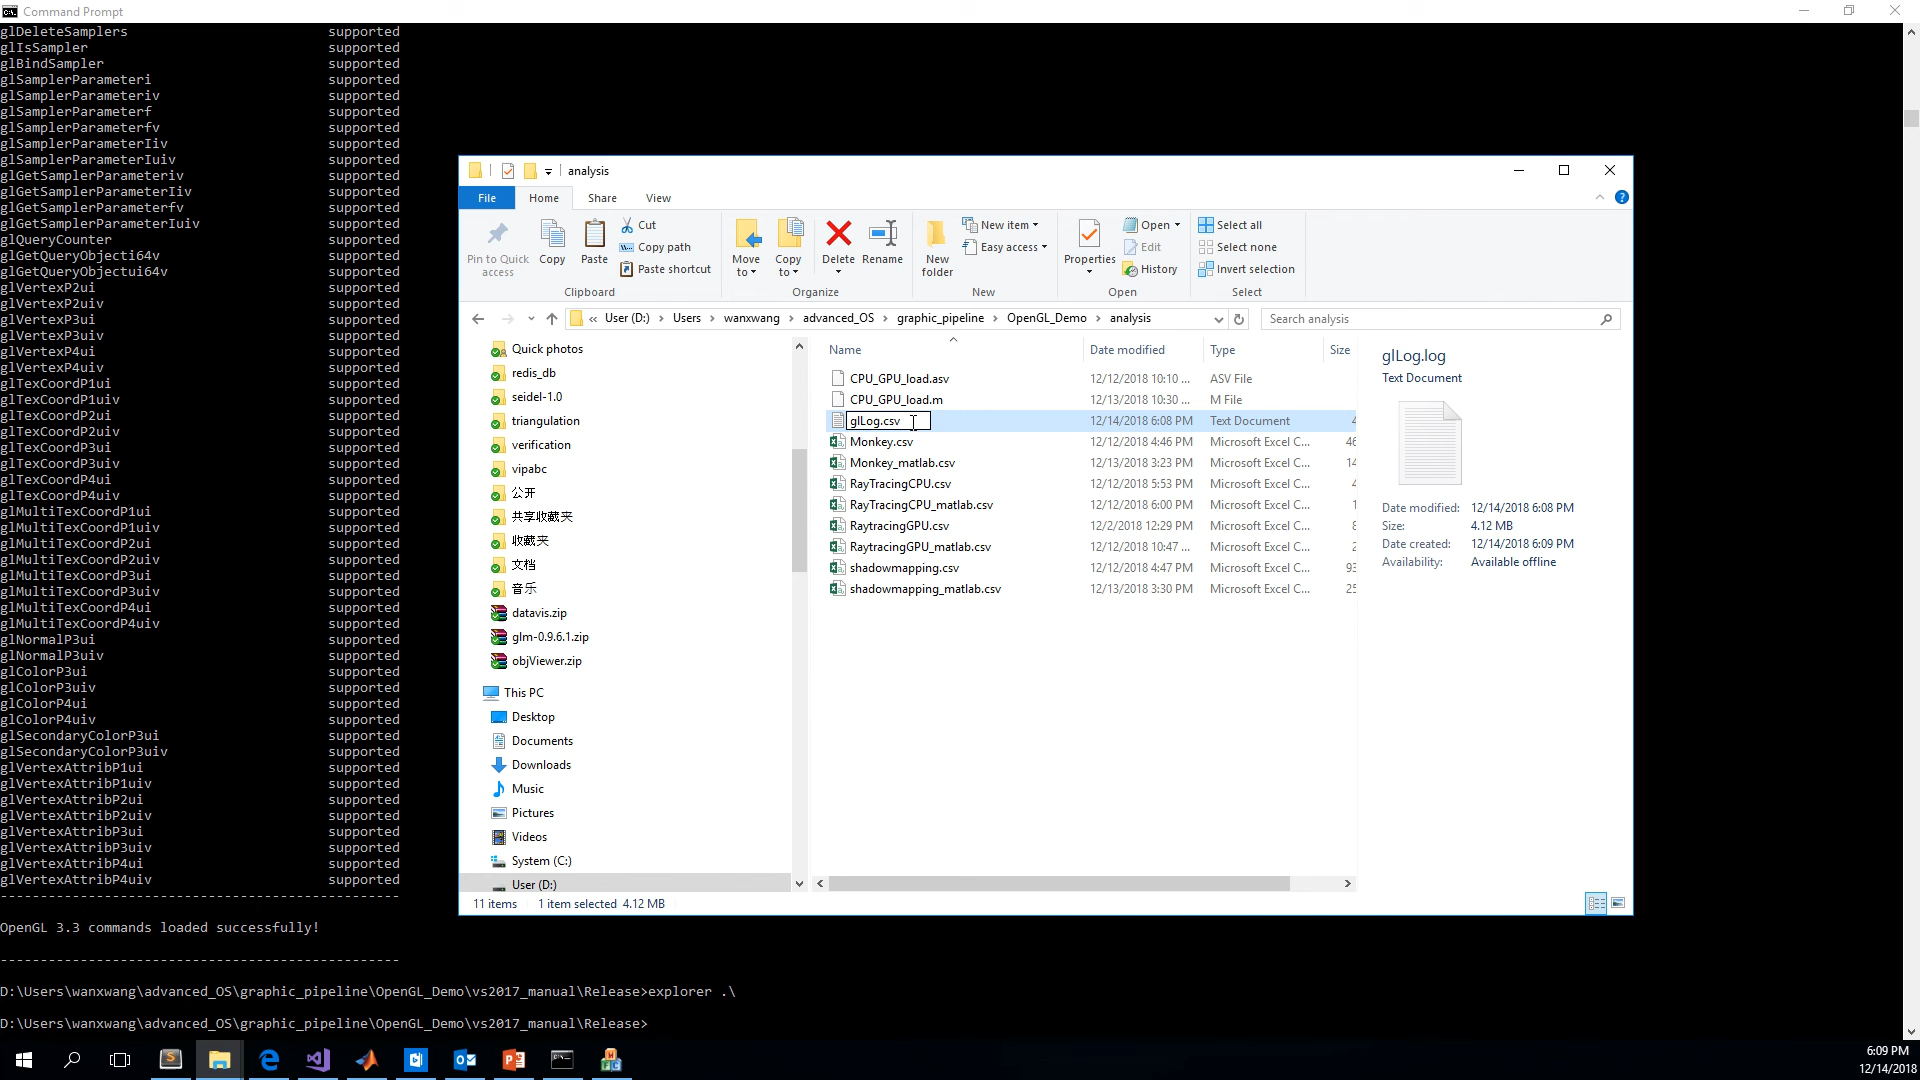 Command Prompt
glDeleteSamplers supported
glIsSampler supported
glBindSampler supported
glSamplerParameteri supported
glSamplerParameteriv supported
glSamplerParameterf supported
glSamplerParameterfv supported
glSamplerParameterIiv supported
glSamplerParameterIuiv supported
glGetSamplerParameteriv supported
glGetSamplerParameterIiv supported
glGetSamplerParameterfv supported
glGetSamplerParameterIuiv supported
glQueryCounter supported
glGetQueryObjecti64v supported
glGetQueryObjectui64v supported
glVertexP2ui supported
glVertexP2uiv supported
glVertexP3ui supported
glVertexP3uiv supported
glVertexP4ui supported
glVertexP4uiv supported
glTexCoordP1ui supported
glTexCoordP1uiv supported
glTexCoordP2ui supported
glTexCoordP2uiv supported
glTexCoordP3ui supported
glTexCoordP3uiv supported
glTexCoordP4ui supported
glTexCoordP4uiv supported
glMultiTexCoordP1ui supported
glMultiTexCoordP1uiv supported
glMultiTexCoordP2ui supported
glMultiTexCoordP2uiv supported
glMultiTexCoordP3ui supported
glMultiTexCoordP3uiv supported
glMultiTexCoordP4ui supported
glMultiTexCoordP4uiv supported
glNormalP3ui supported
glNormalP3uiv supported
glColorP3ui supported
glColorP3uiv supported
glColorP4ui supported
glColorP4uiv supported
glSecondaryColorP3ui supported
glSecondaryColorP3uiv supported
glVertexAttribP1ui supported
glVertexAttribP1uiv supported
glVertexAttribP2ui supported
glVertexAttribP2uiv supported
glVertexAttribP3ui supported
glVertexAttribP3uiv supported
glVertexAttribP4ui supported
glVertexAttribP4uiv supported
--------------------------------------------------
OpenGL 3.3 commands loaded successfully!
--------------------------------------------------
D:\Users\wanxwang\advanced_OS\graphic_pipeline\OpenGL_Demo\vs2017_manual\Release>explorer .\
D:\Users\wanxwang\advanced_OS\graphic_pipeline\OpenGL_Demo\vs2017_manual\Release>
analysis
File Home Share View
Pin to Quick access
Copy
Paste
Cut
Copy path
Paste shortcut
Clipboard
Move to
Copy to
Delete
Rename
Organize
New folder
New item
Easy access
New
Properties
Open
Edit
History
Open
Select all
Select none
Invert selection
Select
« User (D:) > Users > wanxwang > advanced_OS > graphic_pipeline > OpenGL_Demo > analysis
Search analysis
Quick photos
redis_db
seidel-1.0
triangulation
verification
vipabc
公开
共享收藏夹
收藏夹
文档
音乐
datavis.zip
glm-0.9.6.1.zip
objViewer.zip
This PC
Desktop
Documents
Downloads
Music
Pictures
Videos
System (C:)
User (D:)
Name Date modified Type Size
CPU_GPU_load.asv 12/12/2018 10:10 ... ASV File
CPU_GPU_load.m 12/13/2018 10:30 ... M File
glLog.csv 12/14/2018 6:08 PM Text Document 4
Monkey.csv 12/12/2018 4:46 PM Microsoft Excel C... 46
Monkey_matlab.csv 12/13/2018 3:23 PM Microsoft Excel C... 14
RayTracingCPU.csv 12/12/2018 5:53 PM Microsoft Excel C... 4
RayTracingCPU_matlab.csv 12/12/2018 6:00 PM Microsoft Excel C... 1
RaytracingGPU.csv 12/2/2018 12:29 PM Microsoft Excel C... 8
RaytracingGPU_matlab.csv 12/12/2018 10:47 ... Microsoft Excel C... 2
shadowmapping.csv 12/12/2018 4:47 PM Microsoft Excel C... 93
shadowmapping_matlab.csv 12/13/2018 3:30 PM Microsoft Excel C... 25
glLog.log
Text Document
Date modified: 12/14/2018 6:08 PM
Size: 4.12 MB
Date created: 12/14/2018 6:09 PM
Availability: Available offline
11 items 1 item selected 4.12 MB
6:09 PM
12/14/2018